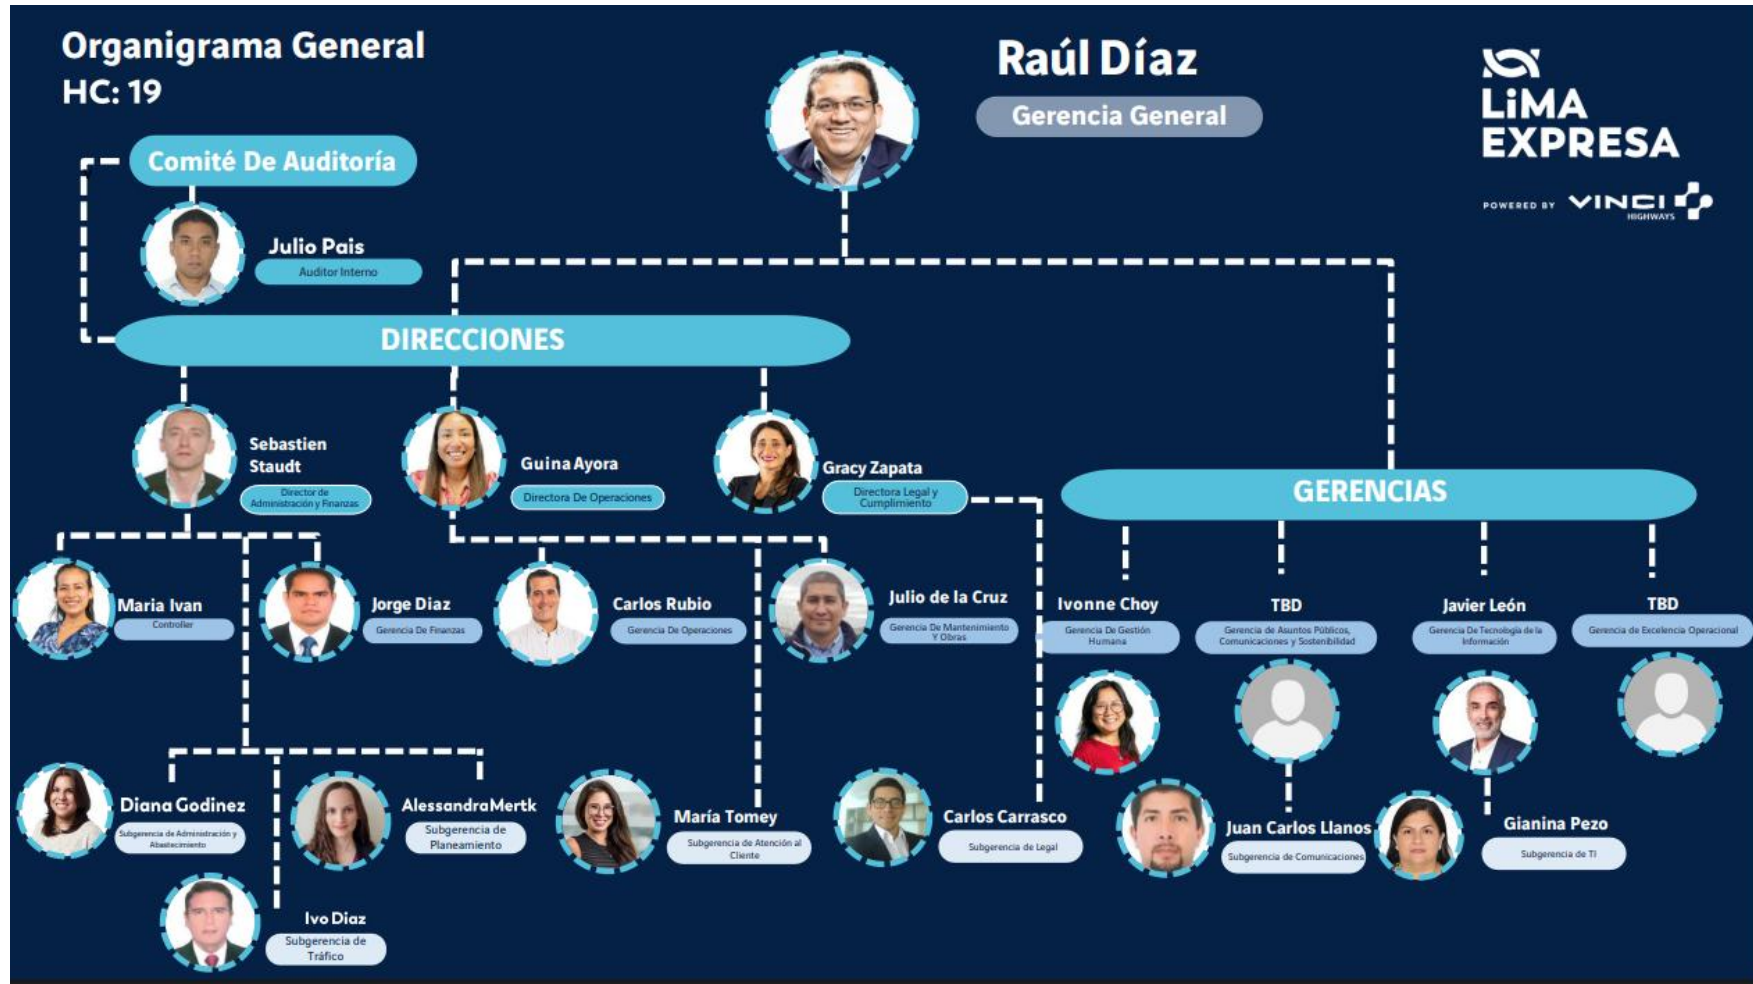 Organigrama General
HC: 19
Raúl Díaz
Gerencia General
LiMA
EXPRESA
POWERED BY VINCI
HIGHWAYS
Comité De Auditoría
Julio Pais
Auditor Interno
DIRECCIONES
Sebastien
Staudt
Director de
Administración y Finanzas
Guina Ayora
Directora De Operaciones
Gracy Zapata
Directora Legal y
Cumplimiento
GERENCIAS
Maria Ivan
Controller
Jorge Diaz
Gerencia De Finanzas
Carlos Rubio
Gerencia De Operaciones
Julio de la Cruz
Gerencia De Mantenimiento
Y Obras
Ivonne Choy
Gerencia De Gestión
Humana
TBD
Gerencia de Asuntos Públicos,
Comunicaciones y Sostenibilidad
Javier León
Gerencia De Tecnología de la
Información
TBD
Gerencia de Excelencia Operacional
Diana Godinez
Subgerencia de Administración y
Abastecimiento
Alessandra Mertk
Subgerencia de
Planeamiento
María Tomey
Subgerencia de Atención al
Cliente
Carlos Carrasco
Subgerencia de Legal
Juan Carlos Llanos
Subgerencia de Comunicaciones
Gianina Pezo
Subgerencia de TI
Ivo Diaz
Subgerencia de
Tráfico